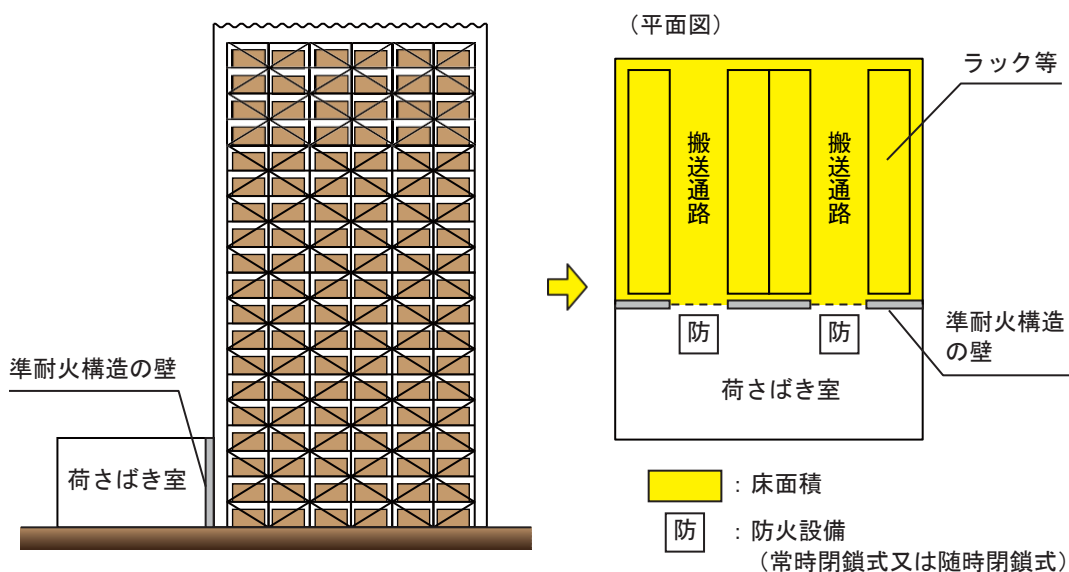 準耐火構造の壁
荷さばき室
(平面図)
ラック等
搬送通路
搬送通路
防
防
準耐火構造
の壁
荷さばき室
:床面積
防
:防火設備
(常時閉鎖式又は随時閉鎖式)